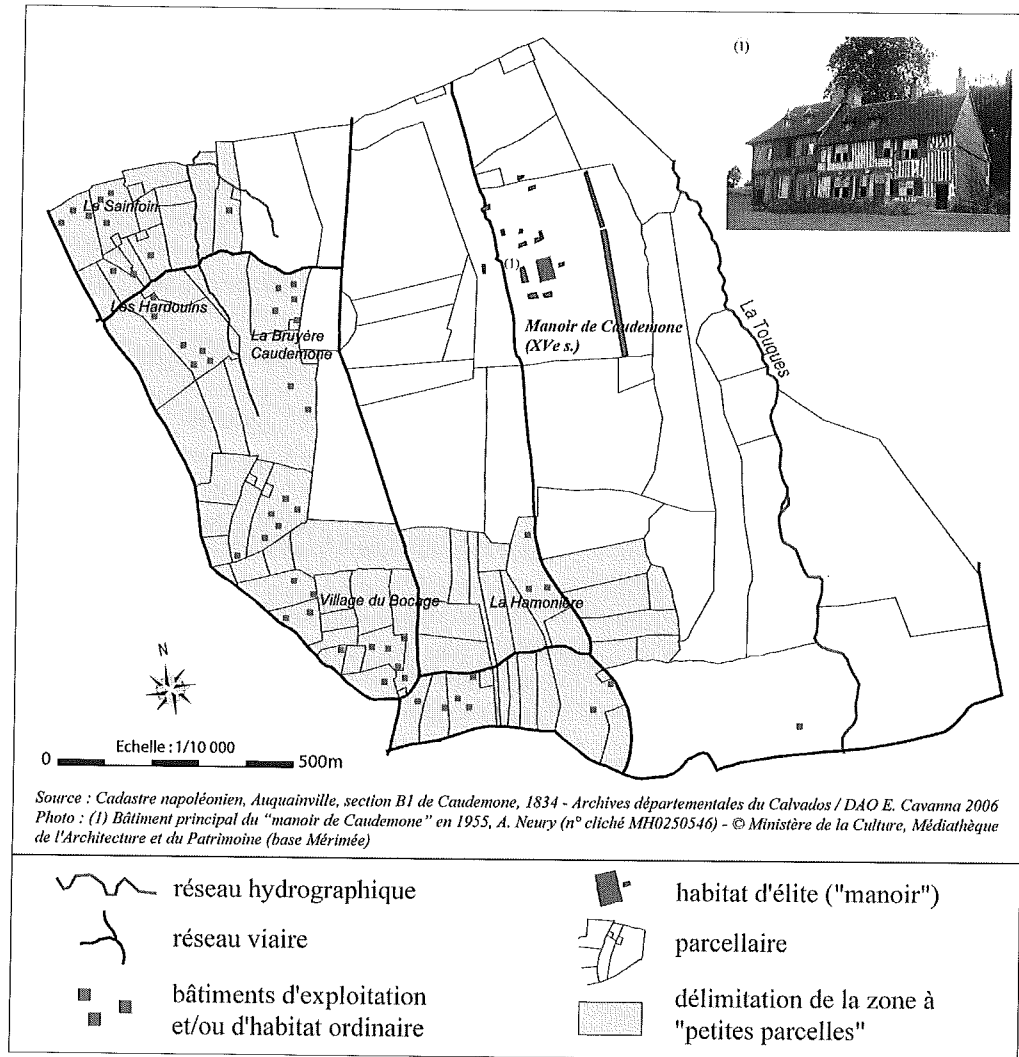 (1)
Le Sainfoin
Les Hardouins
La Bruyère
Caudemone
(1)
Manoir de Caudemone
(XVe s.)
La Touques
Village du Bocage
La Hamonière
N
Echelle : 1/10 000
0 500m
Source : Cadastre napoléonien, Auquainville, section B1 de Caudemone, 1834 - Archives départementales du Calvados / DAO E. Cavanna 2006
Photo : (1) Bâtiment principal du "manoir de Caudemone" en 1955, A. Neury (n° cliché MH0250546) - © Ministère de la Culture, Médiathèque
de l'Architecture et du Patrimoine (base Mérimée)
réseau hydrographique
réseau viaire
bâtiments d'exploitation
et/ou d'habitat ordinaire
habitat d'élite ("manoir")
parcellaire
délimitation de la zone à
"petites parcelles"